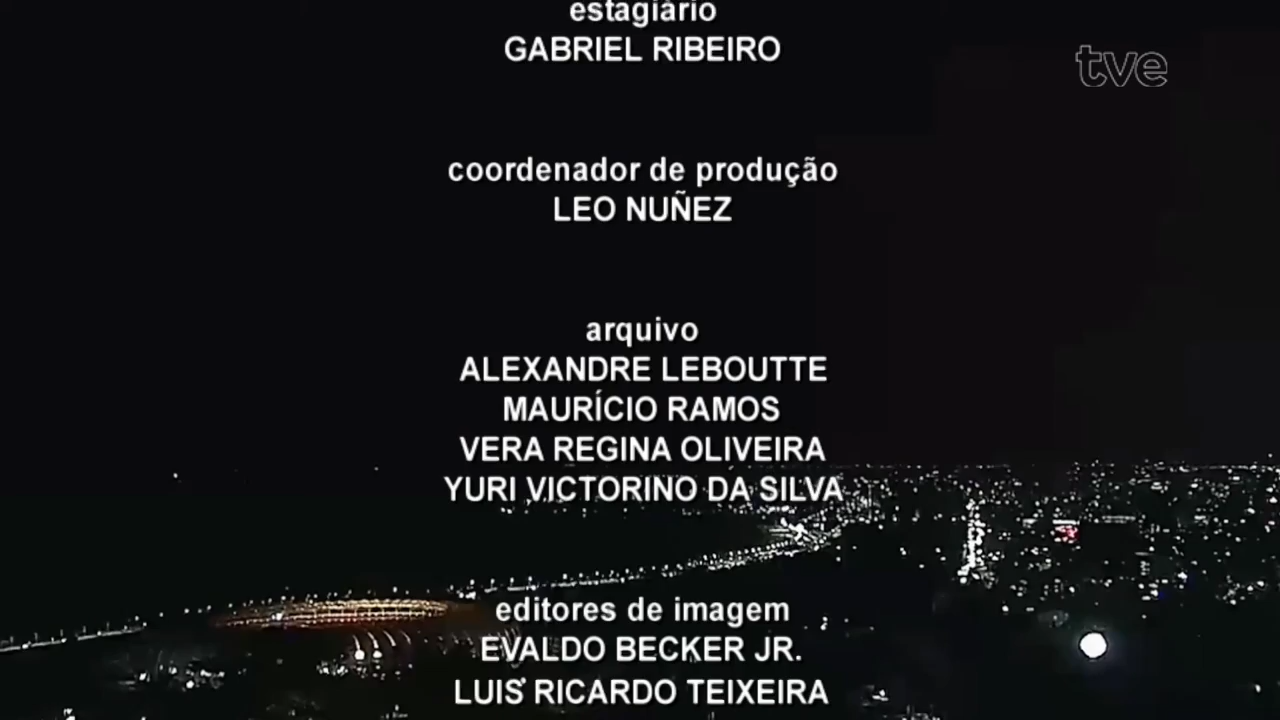 estagiário
GABRIEL RIBEIRO
tve
coordenador de produção
LEO NUÑEZ
arquivo
ALEXANDRE LEBOUTTE
MAURÍCIO RAMOS
VERA REGINA OLIVEIRA
YURI VICTORINO DA SILVA
editores de imagem
EVALDO BECKER JR.
LUIS RICARDO TEIXEIRA